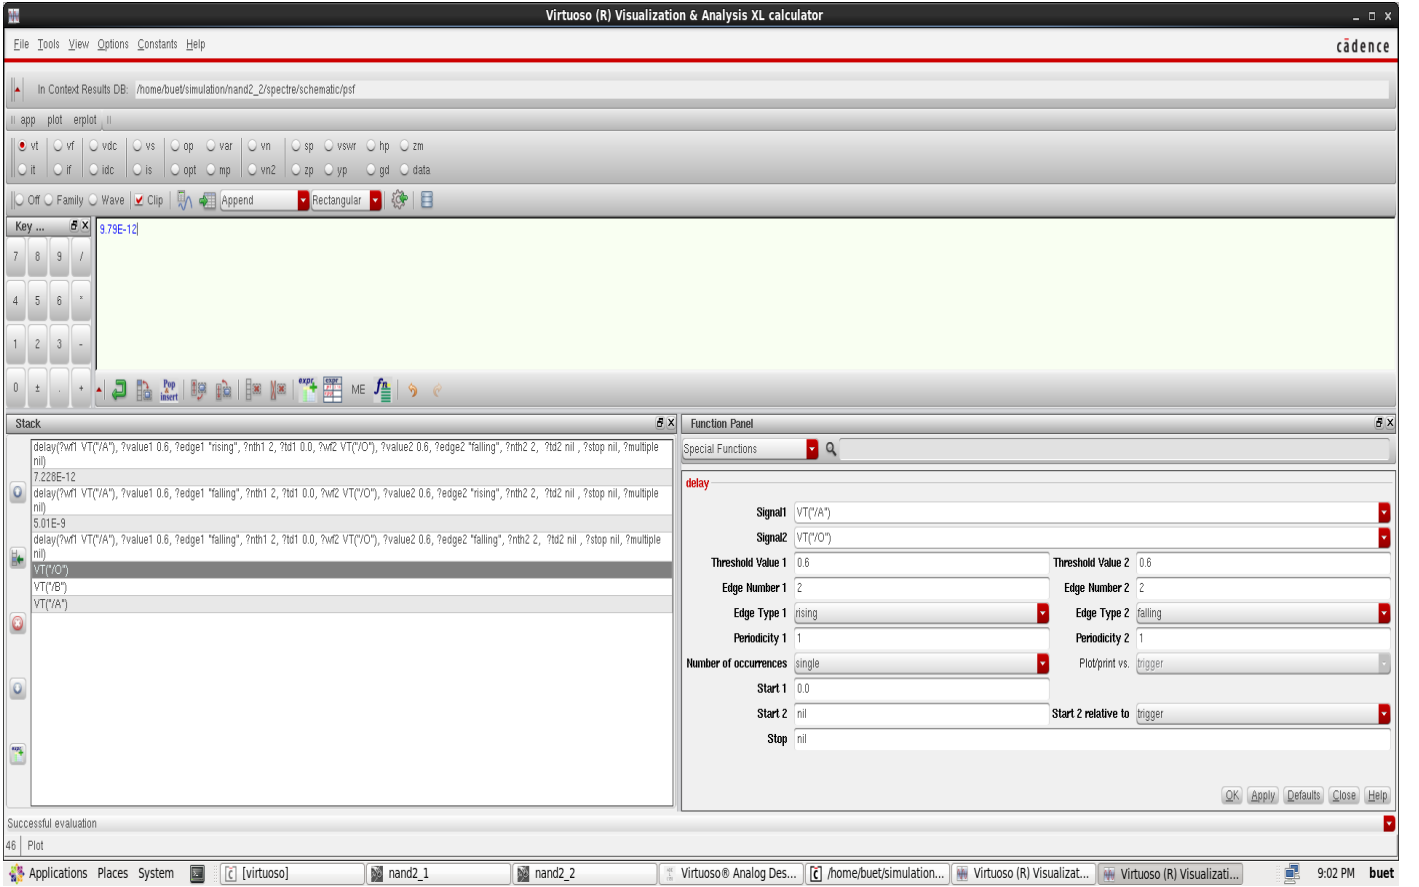 Virtuoso (R) Visualization & Analysis XL calculator
File Tools View Options Constants Help
cādence
In Context Results DB: /home/buet/simulation/nand2_2/spectre/schematic/psf
app plot erplot
vt vf vdc vs op var vn sp vswr hp zm
it if idc is opt mp vn2 zp yp gd data
Off Family Wave Clip Append Rectangular
Key ...
9.79E-12
7 8 9 /
4 5 6 *
1 2 3 -
0 ± . +
Pop
insert
expr
expr
ME
fn
Stack
delay(?wf1 VT("/A"), ?value1 0.6, ?edge1 "rising", ?nth1 2, ?td1 0.0, ?wf2 VT("/O"), ?value2 0.6, ?edge2 "falling", ?nth2 2, ?td2 nil , ?stop nil, ?multiple
nil)
7.228E-12
delay(?wf1 VT("/A"), ?value1 0.6, ?edge1 "falling", ?nth1 2, ?td1 0.0, ?wf2 VT("/O"), ?value2 0.6, ?edge2 "rising", ?nth2 2, ?td2 nil , ?stop nil, ?multiple
nil)
5.01E-9
delay(?wf1 VT("/A"), ?value1 0.6, ?edge1 "falling", ?nth1 2, ?td1 0.0, ?wf2 VT("/O"), ?value2 0.6, ?edge2 "falling", ?nth2 2, ?td2 nil , ?stop nil, ?multiple
nil)
VT("/O")
VT("/B")
VT("/A")
expr
Function Panel
Special Functions
delay
Signal1 VT("/A")
Signal2 VT("/O")
Threshold Value 1 0.6 Threshold Value 2 0.6
Edge Number 1 2 Edge Number 2 2
Edge Type 1 rising Edge Type 2 falling
Periodicity 1 1 Periodicity 2 1
Number of occurrences single Plot/print vs. trigger
Start 1 0.0
Start 2 nil Start 2 relative to trigger
Stop nil
OK Apply Defaults Close Help
Successful evaluation
46 Plot
Applications Places System [virtuoso] nand2_1 nand2_2 Virtuoso® Analog Des... /home/buet/simulation... Virtuoso (R) Visualizat... Virtuoso (R) Visualizati... 9:02 PM buet